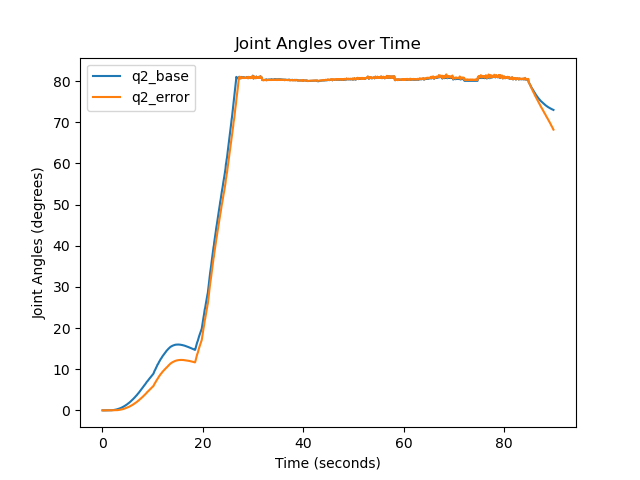 Joint Angles over Time
q2_base
q2_error
Joint Angles (degrees)
80
70
60
50
40
30
20
10
0
0 20 40 60 80
Time (seconds)